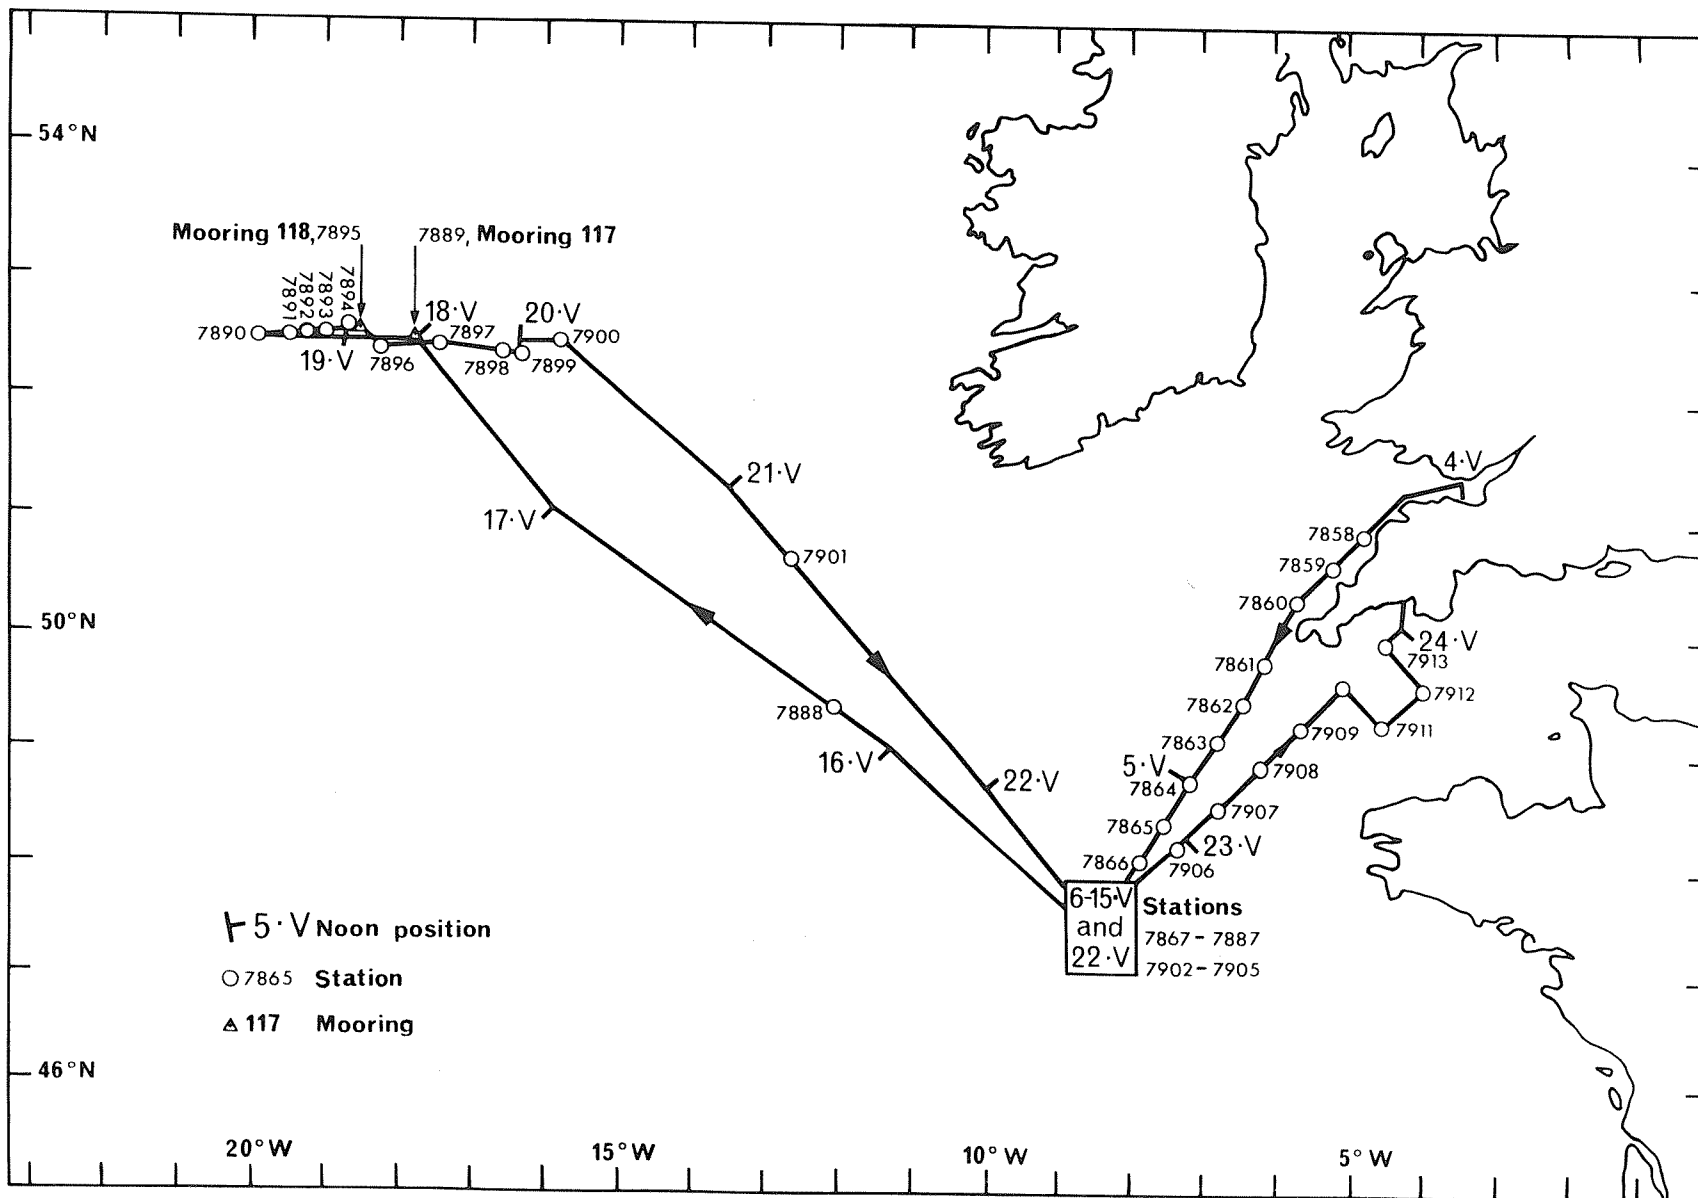 54°N
Mooring 118,7895
7889, Mooring 117
7891
7892
7893
7894
18·V
20·V
7890
7897
7900
19·V
7896
7898
7899
4·V
21·V
17·V
7858
7901
7859
7860
50°N
24·V
7861
7913
7912
7888
7862
7863
7909
7911
16·V
5·V
7908
22·V
7864
7907
7865
23·V
7866
7906
6-15·V
and
22·V
Stations
7867-7887
7902-7905
5·V Noon position
7865 Station
117 Mooring
46°N
20°W
15°W
10°W
5°W